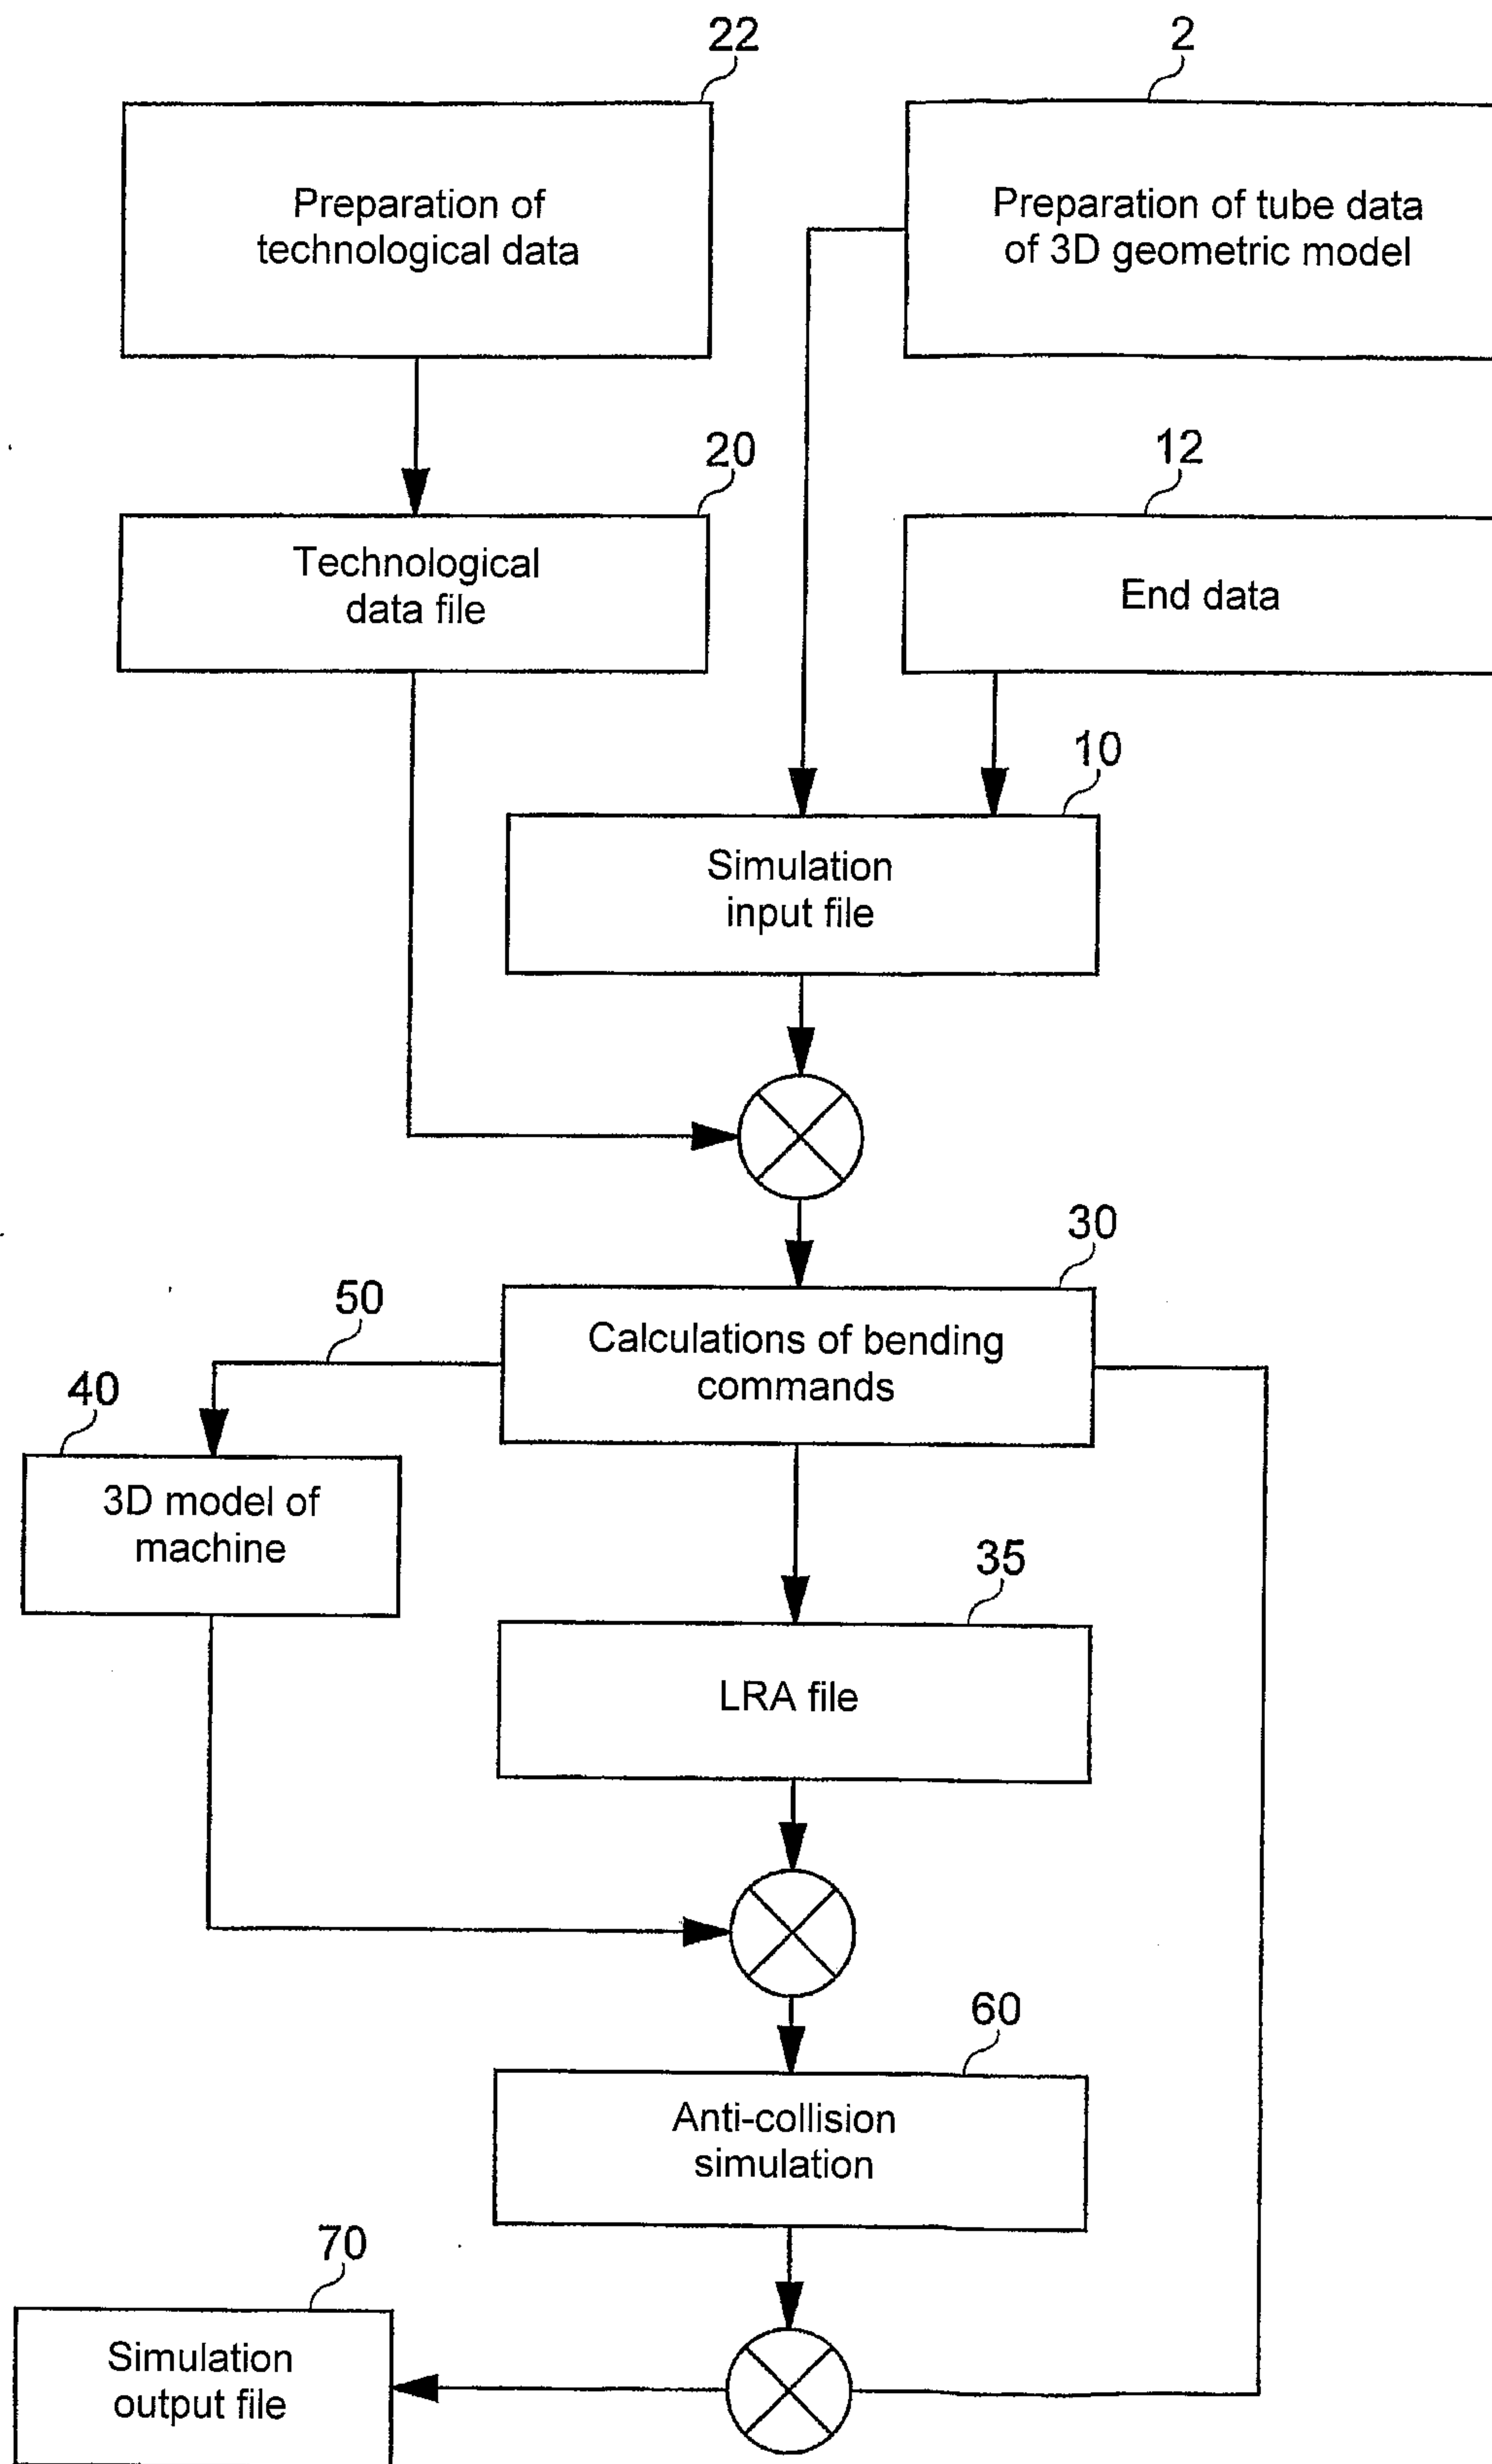 22
2
Preparation of
technological data
Preparation of tube data
of 3D geometric model
20
12
Technological
data file
End data
10
Simulation
input file
30
50
Calculations of bending
commands
40
3D model of
machine
35
LRA file
60
Anti-collision
simulation
70
Simulation
output file